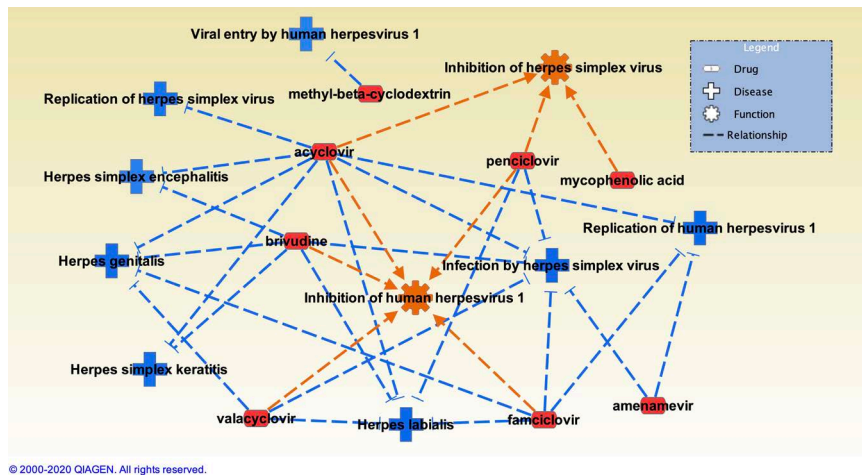 Viral entry by human herpesvirus 1
Legend
Inhibition of herpes simplex virus
Drug
Replication of herpes simplex virus
methyl-beta-cyclodextrin
Disease
Function
Relationship
acyclovir
penciclovir
Herpes simplex encephalitis
mycophenolic acid
Replication of human herpesvirus 1
brivudine
Herpes genitalis
Infection by herpes simplex virus
Inhibition of human herpesvirus 1
Herpes simplex keratitis
amenamevir
valacyclovir
Herpes labialis
famciclovir
© 2000-2020 QIAGEN. All rights reserved.